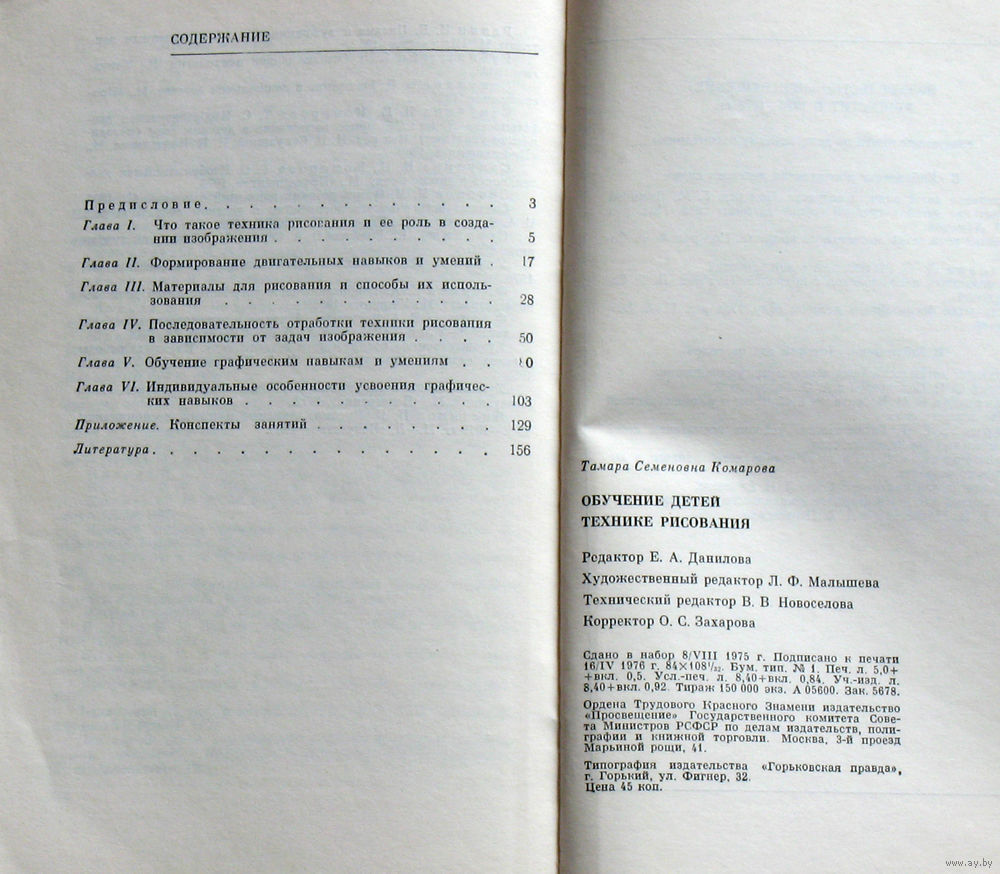 СОДЕРЖАНИЕ
Предисловие. . . . . . . . . . . . . 3
Глава I. Что такое техника рисования и ее роль в созда-
нии изображения . . . . . . . . . . 5
Глава II. Формирование двигательных навыков и умений . 17
Глава III. Материалы для рисования и способы их исполь-
зования . . . . . . . . . . . . 28
Глава IV. Последовательность отработки техники рисования
в зависимости от задач изображения . . . . 50
Глава V. Обучение графическим навыкам и умениям . . 80
Глава VI. Индивидуальные особенности усвоения графичес-
ких навыков . . . . . . . . . . . 103
Приложение. Конспекты занятий . . . . . . . . 129
Литература. . . . . . . . . . . . . . . . 156
Тамара Семеновна Комарова
ОБУЧЕНИЕ ДЕТЕЙ
ТЕХНИКЕ РИСОВАНИЯ
Редактор Е. А. Данилова
Художественный редактор Л. Ф. Малышева
Технический редактор В. В Новоселова
Корректор О. С. Захарова
Сдано в набор 8/VIII 1975 г. Подписано к печати
16/IV 1976 г. 84×108¹/₃₂. Бум. тип. № 1. Печ. л. 5,0+
+вкл. 0,5. Усл.-печ. л. 8,40+вкл. 0,84. Уч.-изд. л.
8,40+вкл. 0,92. Тираж 150 000 экз. А 05600. Зак. 5678.
Ордена Трудового Красного Знамени издательство
«Просвещение» Государственного комитета Сове-
та Министров РСФСР по делам издательств, поли-
графии и книжной торговли. Москва, 3-й проезд
Марьиной рощи, 41.
Типография издательства «Горьковская правда»,
г. Горький, ул. Фигнер, 32.
Цена 45 коп.
www.ay.by